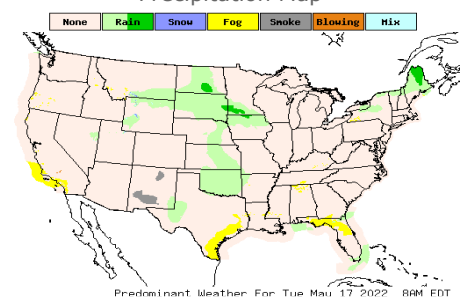 Precipitation Map
None Rain Snow Fog Smoke Blowing Mix
Predominant Weather For Tue May 17 2022 8AM EDT